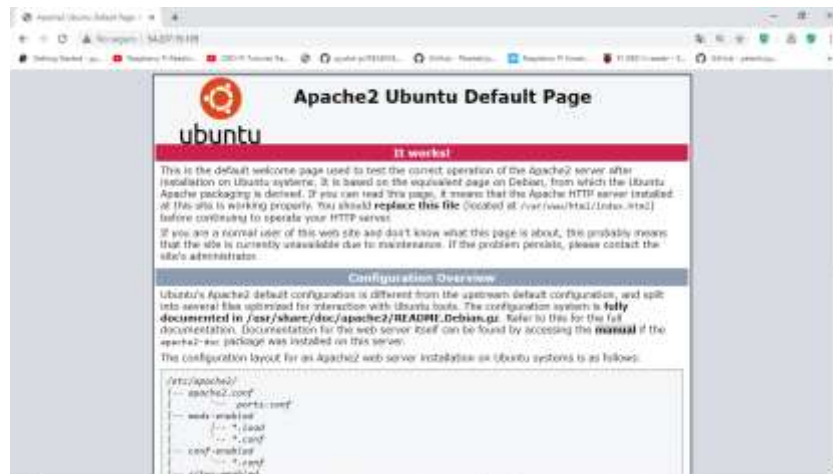 Apache2 Ubuntu Default Page
ubuntu
It works!
This is the default welcome page used to test the correct operation of the Apache2 server after
installation on Ubuntu systems. It is based on the equivalent page on Debian, from which the Ubuntu
Apache packaging is derived. If you can read this page, it means that the Apache HTTP server installed
at this site is working properly. You should replace this file (located at /var/www/html/index.html)
before continuing to operate your HTTP server.
If you are a normal user of this web site and don't know what this page is about, this probably means
that the site is currently unavailable due to maintenance. If the problem persists, please contact the
site's administrator.
Configuration Overview
Ubuntu's Apache2 default configuration is different from the upstream default configuration, and split
into several files optimized for interaction with Ubuntu tools. The configuration system is fully
documented in /usr/share/doc/apache2/README.Debian.gz. Refer to this for the full
documentation. Documentation for the web server itself can be found by accessing the manual if the
apache2-doc package was installed on this server.
The configuration layout for an Apache2 web server installation on Ubuntu systems is as follows:
/etc/apache2/
|-- apache2.conf
|       `-- ports.conf
|-- mods-enabled
|       |-- *.load
|       `-- *.conf
|-- conf-enabled
|       `-- *.conf
|-- sites-enabled